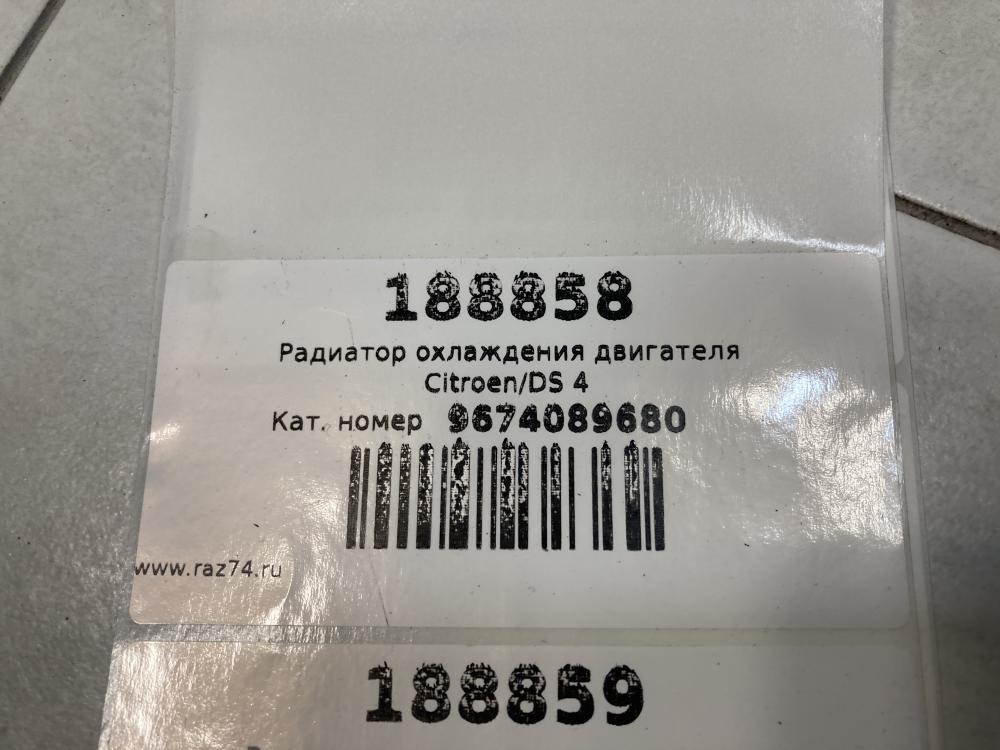 188858
Радиатор охлаждения двигателя
Citroen/DS 4
Кат. номер 9674089680
www.raz74.ru
188859